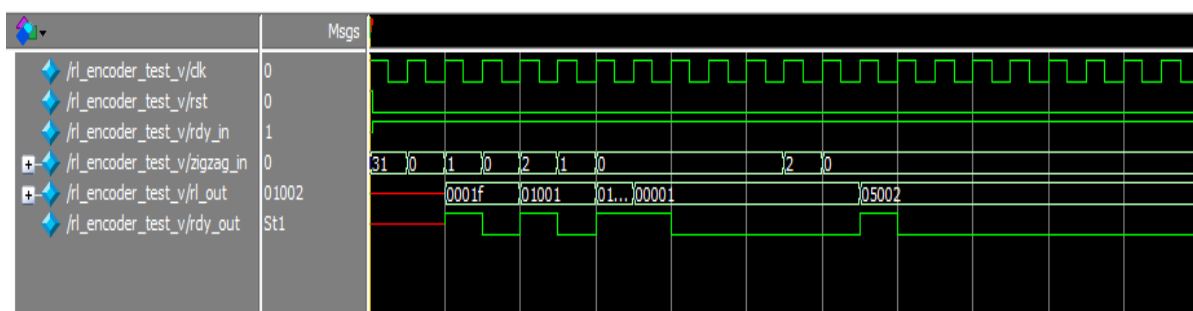 Msgs
/rl_encoder_test_v/clk 0
/rl_encoder_test_v/rst 0
/rl_encoder_test_v/rdy_in 1
/rl_encoder_test_v/zigzag_in 0 31 0 1 0 2 1 0 2 0
/rl_encoder_test_v/rl_out 01002 0001f 01001 01... 00001 05002
/rl_encoder_test_v/rdy_out St1